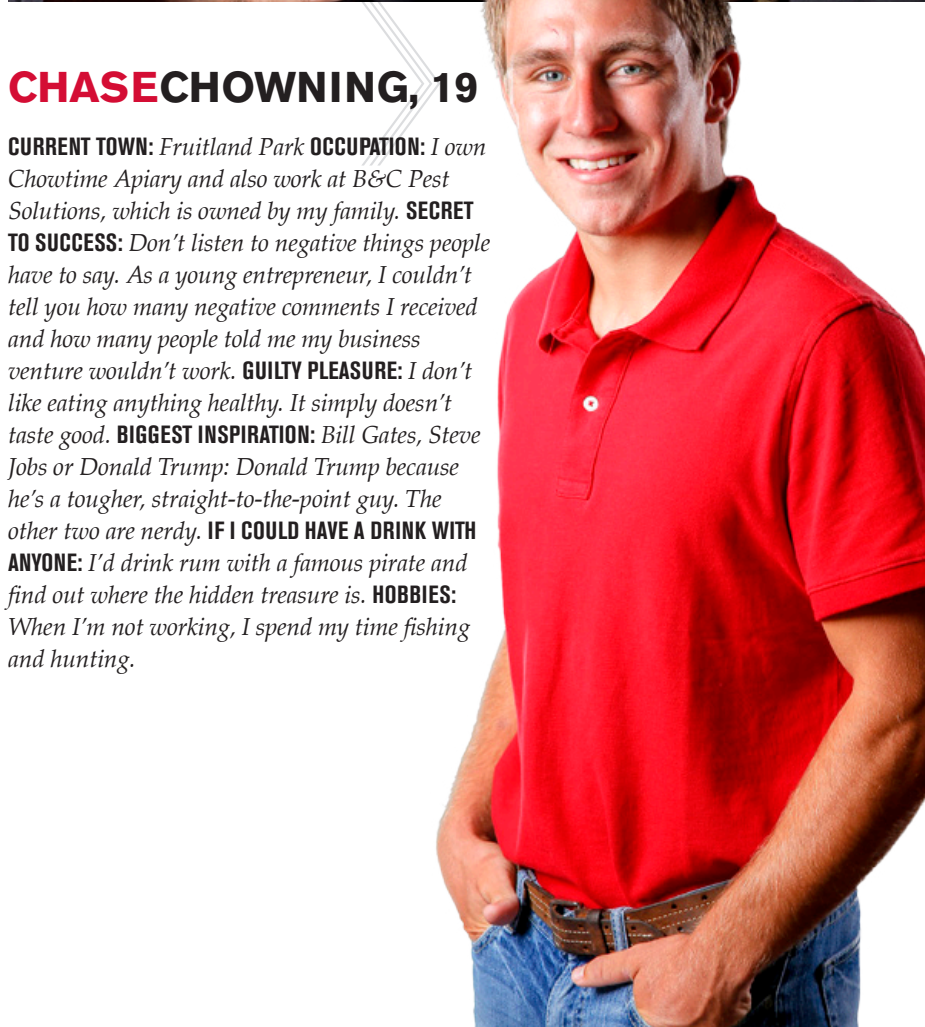 CHASECHOWNING, 19
CURRENT TOWN: Fruitland Park OCCUPATION: I own
Chowtime Apiary and also work at B&C Pest
Solutions, which is owned by my family. SECRET
TO SUCCESS: Don’t listen to negative things people
have to say. As a young entrepreneur, I couldn’t
tell you how many negative comments I received
and how many people told me my business
venture wouldn’t work. GUILTY PLEASURE: I don’t
like eating anything healthy. It simply doesn’t
taste good. BIGGEST INSPIRATION: Bill Gates, Steve
Jobs or Donald Trump: Donald Trump because
he’s a tougher, straight-to-the-point guy. The
other two are nerdy. IF I COULD HAVE A DRINK WITH
ANYONE: I’d drink rum with a famous pirate and
find out where the hidden treasure is. HOBBIES:
When I’m not working, I spend my time fishing
and hunting.